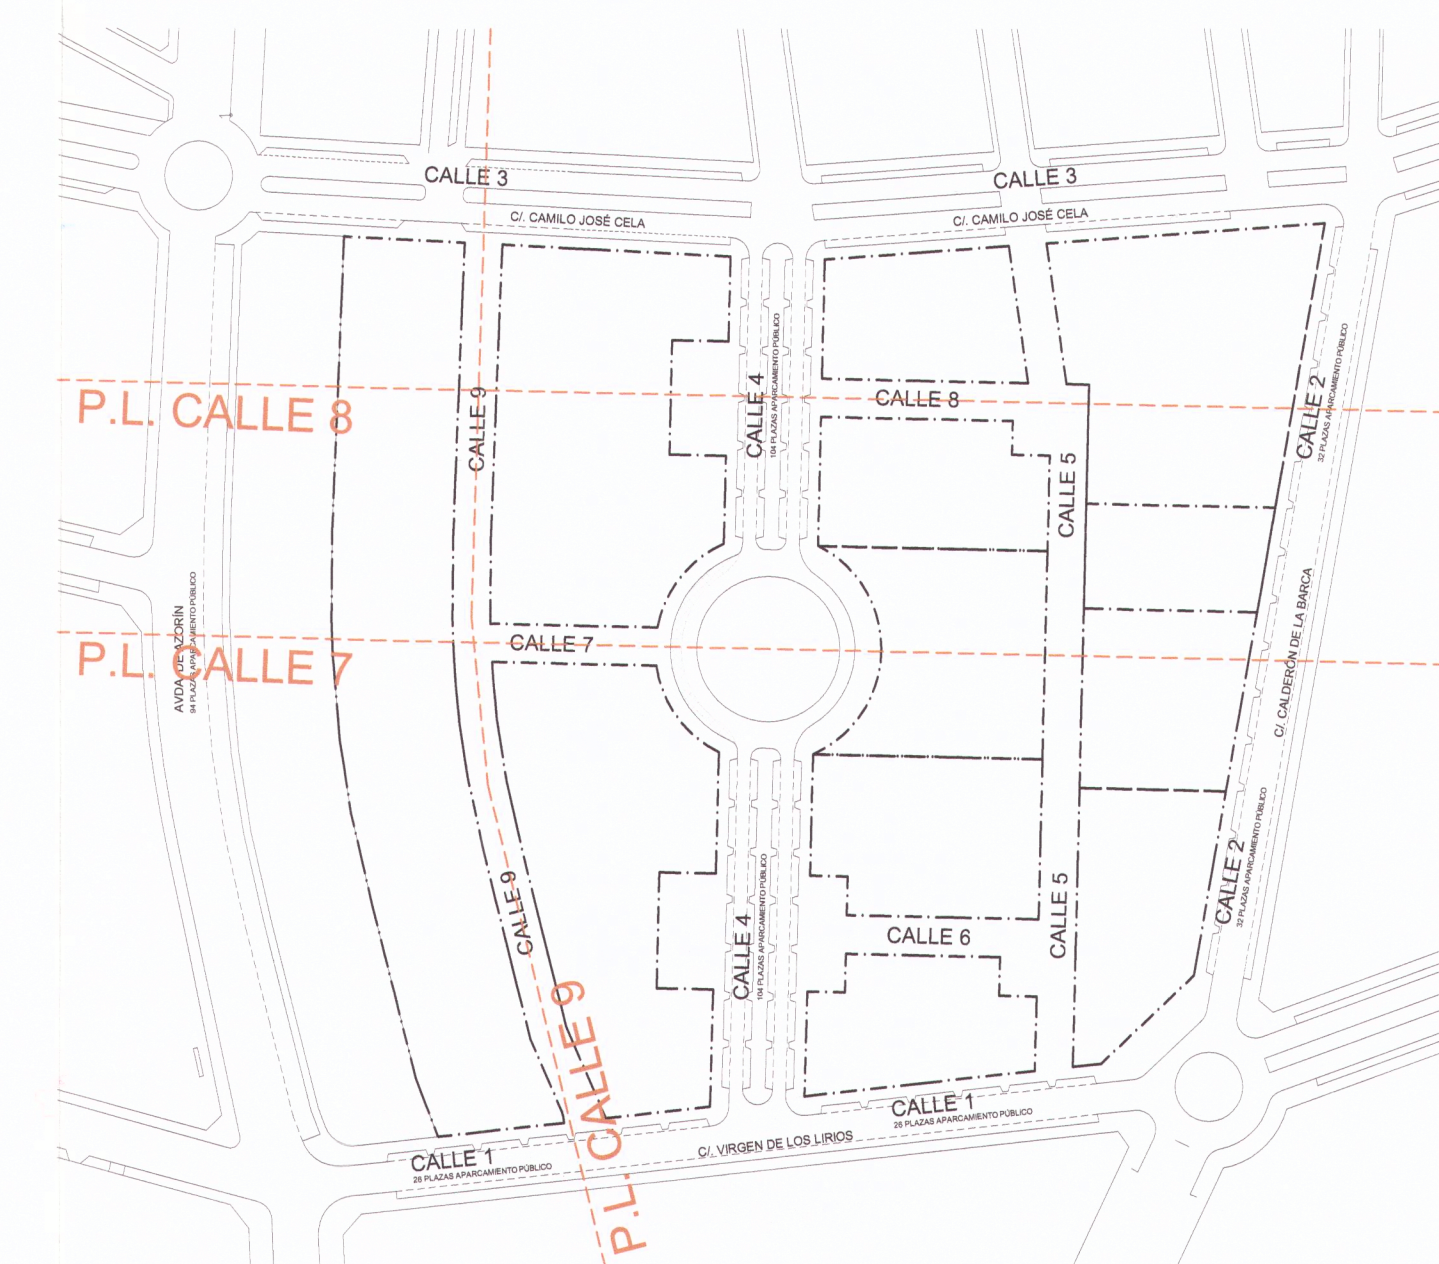 CALLE 3
CALLE 3
C/. CAMILO JOSÉ CELA
C/. CAMILO JOSÉ CELA
P.L. CALLE 8
CALLE 9
CALLE 4
104 PLAZAS APARCAMIENTO PÚBLICO
CALLE 8
CALLE 5
CALLE 2
32 PLAZAS APARCAMIENTO PÚBLICO
AVDA. DE AZORÍN
94 PLAZAS APARCAMIENTO PÚBLICO
P.L. CALLE 7
CALLE 7
C/. CALDERÓN DE LA BARCA
CALLE 9
CALLE 4
104 PLAZAS APARCAMIENTO PÚBLICO
CALLE 6
CALLE 5
CALLE 2
32 PLAZAS APARCAMIENTO PÚBLICO
P.L. CALLE 9
CALLE 1
26 PLAZAS APARCAMIENTO PÚBLICO
C/. VIRGEN DE LOS LIRIOS
CALLE 1
26 PLAZAS APARCAMIENTO PÚBLICO